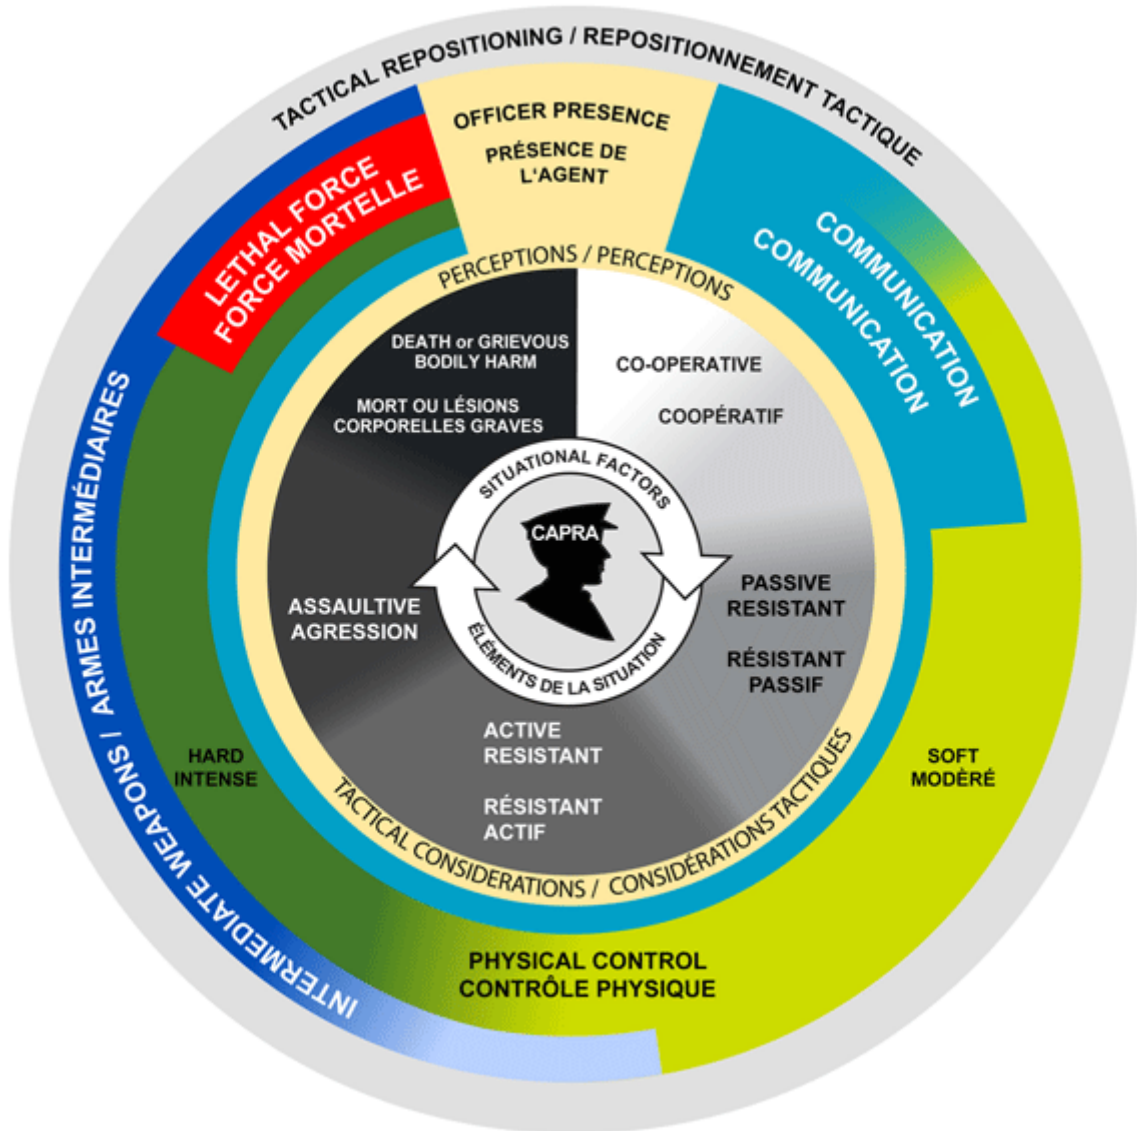 TACTICAL REPOSITIONING / REPOSITIONNEMENT TACTIQUE
OFFICER PRESENCE
PRÉSENCE DE
L'AGENT
LETHAL FORCE
FORCE MORTELLE
COMMUNICATION
COMMUNICATION
PERCEPTIONS / PERCEPTIONS
DEATH or GRIEVOUS
BODILY HARM
MORT OU LÉSIONS
CORPORELLES GRAVES
CO-OPERATIVE
COOPÉRATIF
SITUATIONAL FACTORS
CAPRA
ÉLÉMENTS DE LA SITUATION
ASSAULTIVE
AGRESSION
PASSIVE
RESISTANT
RÉSISTANT
PASSIF
ACTIVE
RESISTANT
RÉSISTANT
ACTIF
HARD
INTENSE
SOFT
MODÈRÉ
TACTICAL CONSIDERATIONS / CONSIDÉRATIONS TACTIQUES
PHYSICAL CONTROL
CONTRÔLE PHYSIQUE
INTERMEDIATE WEAPONS / ARMES INTERMÉDIAIRES